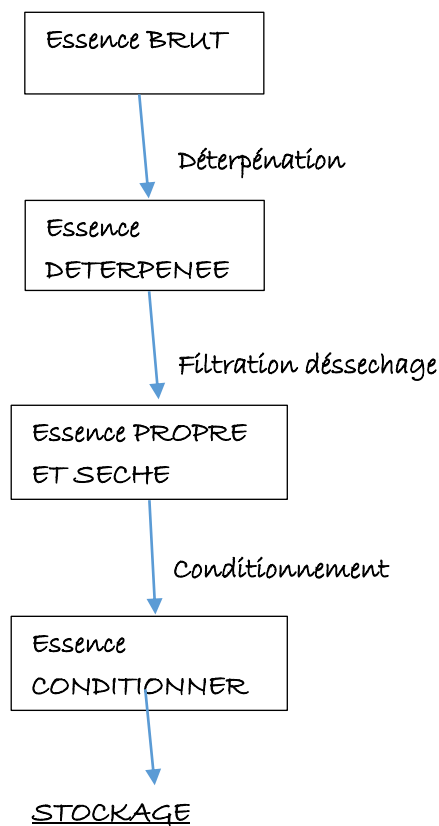 Essence BRUT
Déterpénation
Essence
DETERPENEE
Filtration déssechage
Essence PROPRE
ET SECHE
Conditionnement
Essence
CONDITIONNER
STOCKAGE